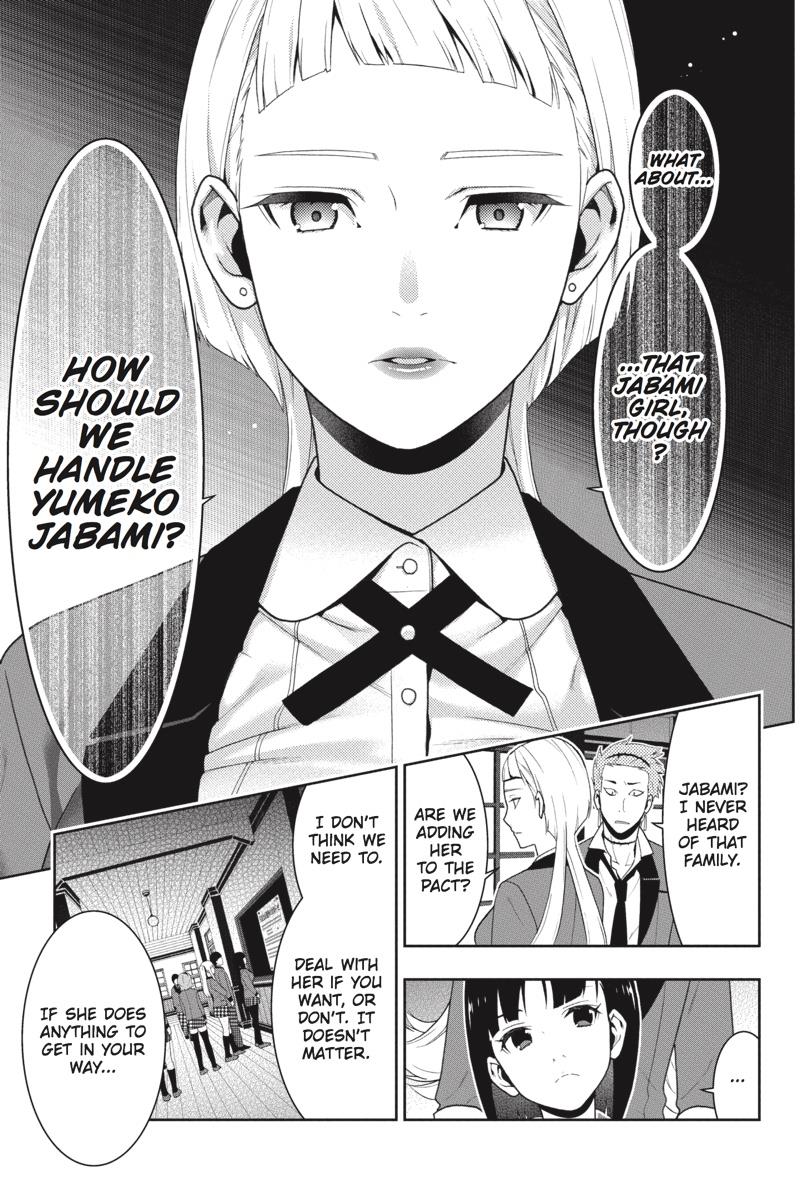 WHAT
ABOUT...
...THAT
JABAMI
GIRL,
THOUGH
?
HOW
SHOULD
WE
HANDLE
YUMEKO
JABAMI?
JABAMI?
I NEVER
HEARD
OF THAT
FAMILY.
ARE WE
ADDING
HER
TO THE
PACT?
...
I DON'T
THINK WE
NEED TO.
DEAL WITH
HER IF YOU
WANT, OR
DON'T. IT
DOESN'T
MATTER.
IF SHE DOES
ANYTHING TO
GET IN YOUR
WAY...